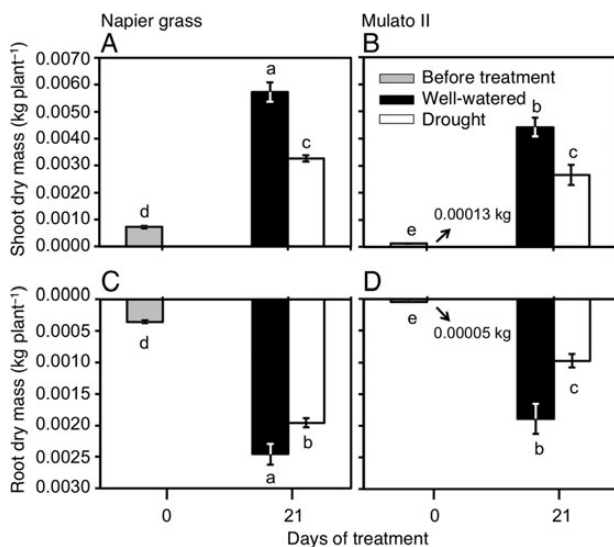 Napier grass
Mulato II
A
B
Shoot dry mass (kg plant⁻¹)
0.0070
0.0060
0.0050
0.0040
0.0030
0.0020
0.0010
0.0000
d
a
c
Before treatment
Well-watered
Drought
e
0.00013 kg
b
c
C
D
Root dry mass (kg plant⁻¹)
0.0000
0.0005
0.0010
0.0015
0.0020
0.0025
0.0030
d
a
b
e
0.00005 kg
b
c
0
21
0
21
Days of treatment